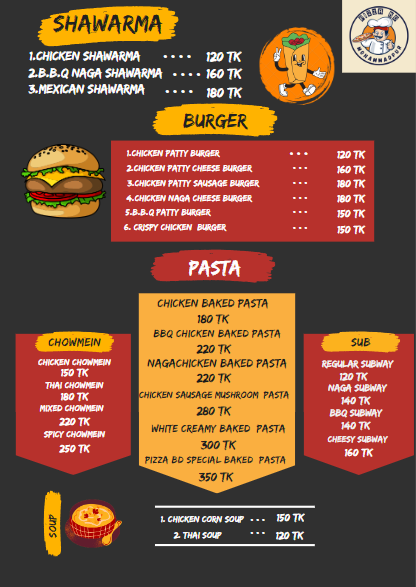 SHAWARMA
1.CHICKEN SHAWARMA •••• 120 TK
2.B.B.Q NAGA SHAWARMA •••• 160 TK
3.MEXICAN SHAWARMA •••• 180 TK
MOHAMMADPUR
BURGER
1.CHICKEN PATTY BURGER ••• 120 TK
2.CHICKEN PATTY CHEESE BURGER ••• 160 TK
3.CHICKEN PATTY SAUSAGE BURGER ••• 180 TK
4.CHICKEN NAGA CHEESE BURGER ••• 180 TK
5.B.B.Q PATTY BURGER ••• 150 TK
6. CRISPY CHICKEN BURGER ••• 150 TK
PASTA
CHICKEN BAKED PASTA
180 TK
BBQ CHICKEN BAKED PASTA
220 TK
NAGACHICKEN BAKED PASTA
220 TK
CHICKEN SAUSAGE MUSHROOM PASTA
280 TK
WHITE CREAMY BAKED PASTA
300 TK
PIZZA BD SPECIAL BAKED PASTA
350 TK
CHOWMEIN
CHICKEN CHOWMEIN
150 TK
THAI CHOWMEIN
180 TK
MIXED CHOWMEIN
220 TK
SPICY CHOWMEIN
250 TK
SUB
REGULAR SUBWAY
120 TK
NAGA SUBWAY
140 TK
BBQ SUBWAY
140 TK
CHEESY SUBWAY
160 TK
SOUP
1. CHICKEN CORN SOUP ••• 150 TK
2. THAI SOUP ••• 120 TK